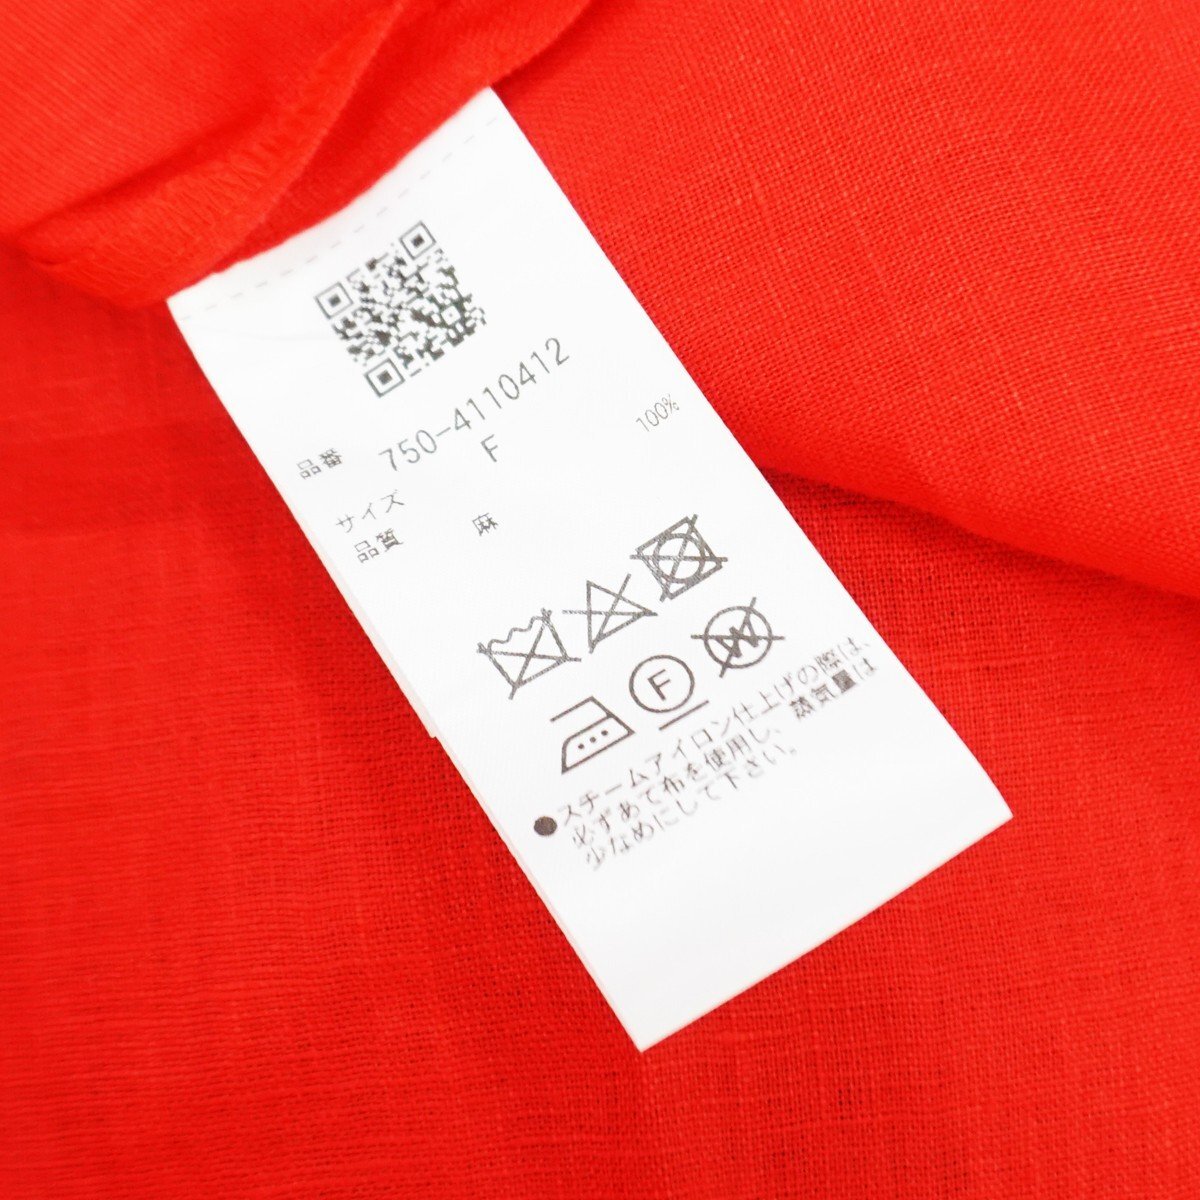 品番 750-4110412
サイズ F
品質 麻 100%
F
W
●スチームアイロン仕上げの際は、
必ずあて布を使用し、蒸気量は
少なめにして下さい。